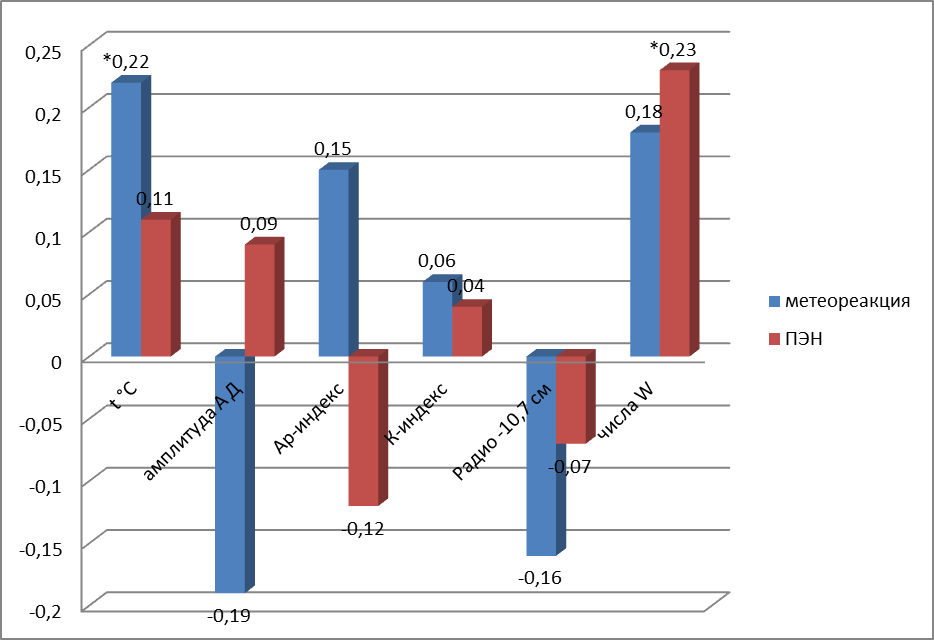 0,25
0,2
0,15
0,1
0,05
0
-0,05
-0,1
-0,15
-0,2
*0,22
0,11
-0,19
0,09
0,15
-0,12
0,06
0,04
-0,16
-0,07
0,18
*0,23
t °C
амплитуда А Д
Ар-индекс
К-индекс
Радио -10,7 см
числа W
метеореакция
ПЭН